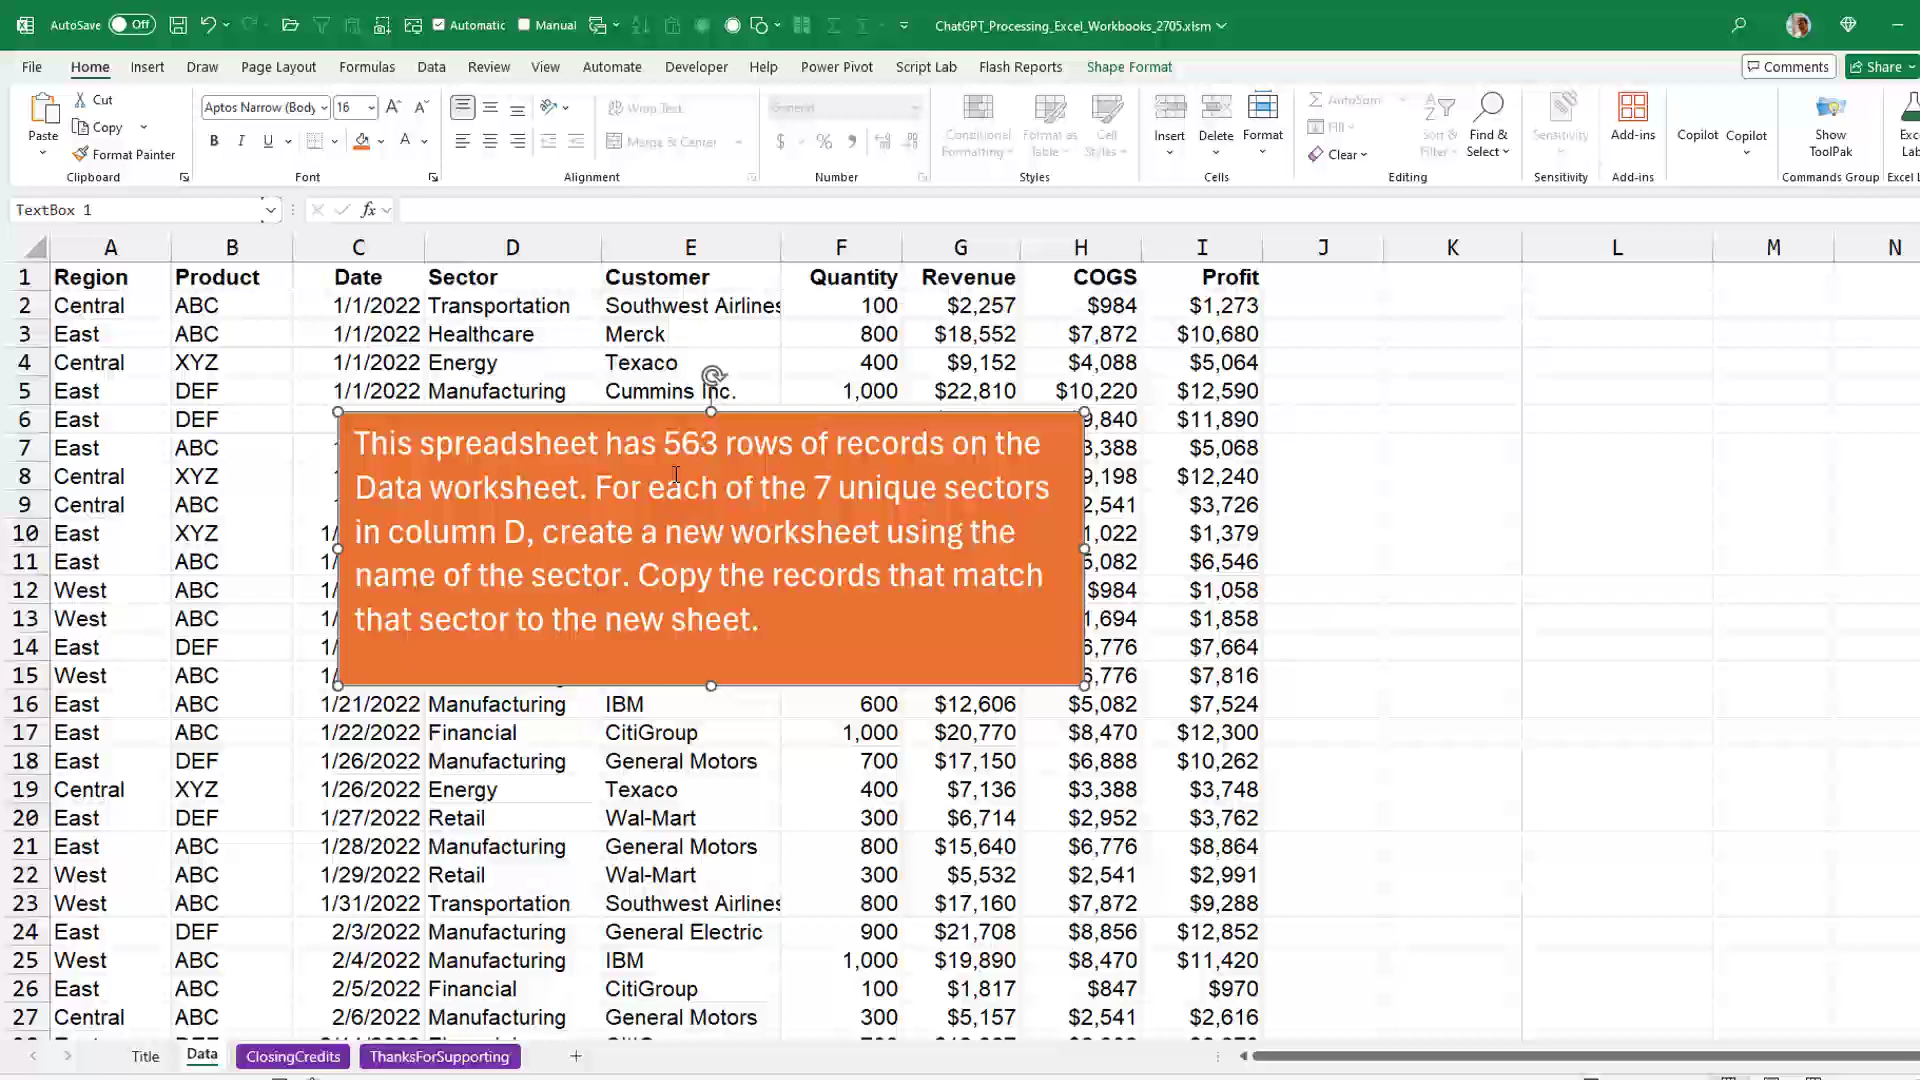 AutoSave Off Automatic Manual ChatGPT_Processing_Excel_Workbooks_2705.xlsm
File Home Insert Draw Page Layout Formulas Data Review View Automate Developer Help Power Pivot Script Lab Flash Reports Shape Format Comments Share
Cut
Copy
Format Painter
Paste
Clipboard
Aptos Narrow (Body 16
B I U
Font
Wrap Text
Merge & Center
Alignment
General
$ %
Number
Conditional Formatting
Format as Table
Cell Styles
Styles
Insert Delete Format
Cells
AutoSum
Fill
Clear
Sort & Filter
Find & Select
Editing
Sensitivity
Sensitivity
Add-ins
Add-ins
Copilot Copilot
Show ToolPak
Commands Group
TextBox 1
fx
A B C D E F G H I J K L M N
1 Region Product Date Sector Customer Quantity Revenue COGS Profit
2 Central ABC 1/1/2022 Transportation Southwest Airlines 100 $2,257 $984 $1,273
3 East ABC 1/1/2022 Healthcare Merck 800 $18,552 $7,872 $10,680
4 Central XYZ 1/1/2022 Energy Texaco 400 $9,152 $4,088 $5,064
5 East DEF 1/1/2022 Manufacturing Cummins Inc. 1,000 $22,810 $10,220 $12,590
6 East DEF 9,840 $11,890
7 East ABC 3,388 $5,068
8 Central XYZ 9,198 $12,240
9 Central ABC 2,541 $3,726
10 East XYZ 1/ 1,022 $1,379
11 East ABC 1/ 5,082 $6,546
12 West ABC 1/ $984 $1,058
13 West ABC 1/ 1,694 $1,858
14 East DEF 1/ 6,776 $7,664
15 West ABC 1/ 6,776 $7,816
This spreadsheet has 563 rows of records on the
Data worksheet. For each of the 7 unique sectors
in column D, create a new worksheet using the
name of the sector. Copy the records that match
that sector to the new sheet.
16 East ABC 1/21/2022 Manufacturing IBM 600 $12,606 $5,082 $7,524
17 East ABC 1/22/2022 Financial CitiGroup 1,000 $20,770 $8,470 $12,300
18 East DEF 1/26/2022 Manufacturing General Motors 700 $17,150 $6,888 $10,262
19 Central XYZ 1/26/2022 Energy Texaco 400 $7,136 $3,388 $3,748
20 East DEF 1/27/2022 Retail Wal-Mart 300 $6,714 $2,952 $3,762
21 East ABC 1/28/2022 Manufacturing General Motors 800 $15,640 $6,776 $8,864
22 West ABC 1/29/2022 Retail Wal-Mart 300 $5,532 $2,541 $2,991
23 West ABC 1/31/2022 Transportation Southwest Airlines 800 $17,160 $7,872 $9,288
24 East DEF 2/3/2022 Manufacturing General Electric 900 $21,708 $8,856 $12,852
25 West ABC 2/4/2022 Manufacturing IBM 1,000 $19,890 $8,470 $11,420
26 East ABC 2/5/2022 Financial CitiGroup 100 $1,817 $847 $970
27 Central ABC 2/6/2022 Manufacturing General Motors 300 $5,157 $2,541 $2,616
Title Data ClosingCredits ThanksForSupporting